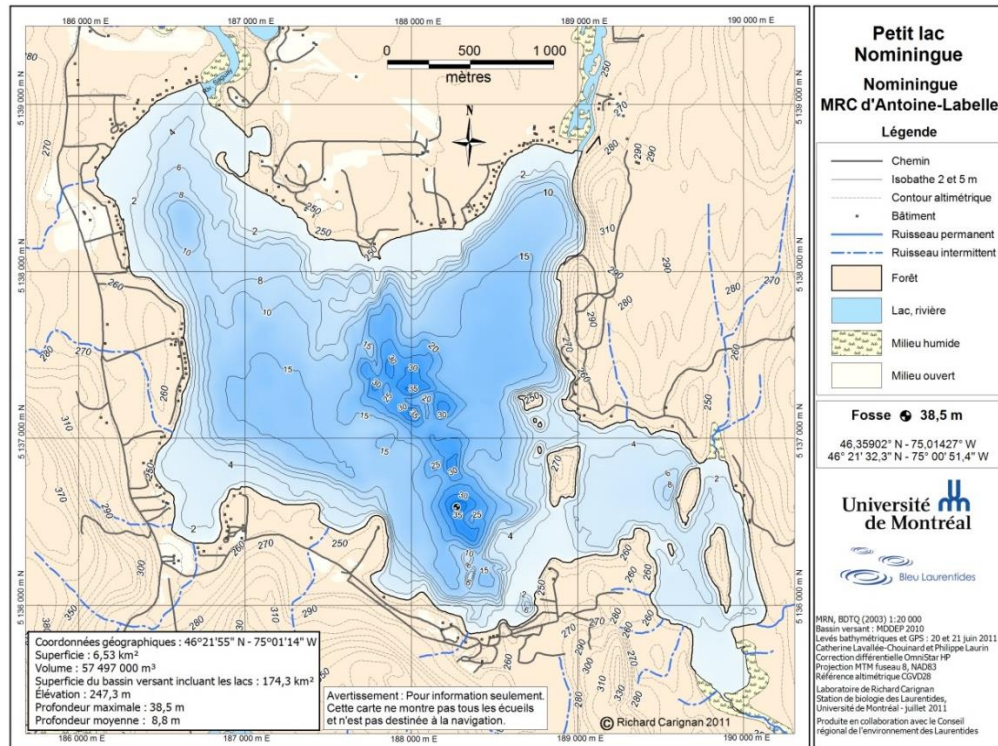 186 000 m E
187 000 m E
188 000 m E
189 000 m E
190 000 m E
0 500 1 000
mètres
N
5 139 000 m N
5 138 000 m N
5 137 000 m N
5 136 000 m N
Petit lac
Nominingue
Nominingue
MRC d'Antoine-Labelle
Légende
Chemin
Isobathe 2 et 5 m
Contour altimétrique
Bâtiment
Ruisseau permanent
Ruisseau intermittent
Forêt
Lac, rivière
Milieu humide
Milieu ouvert
Fosse 38,5 m
46,35902° N - 75,01427° W
46° 21' 32,3" N - 75° 00' 51,4" W
Université
de Montréal
Bleu Laurentides
MRN, BDTQ (2003) 1:20 000
Bassin versant : MDDEP 2010
Levés bathymétriques et GPS : 20 et 21 juin 2011
Catherine Lavallée-Chouinard et Philippe Laurin
Correction différentielle OmniStar HP
Projection MTM fuseau 8, NAD83
Référence altimétrique CGVD28
Laboratoire de Richard Carignan
Station de biologie des Laurentides,
Université de Montréal - juillet 2011
Produite en collaboration avec le Conseil
régional de l'environnement des Laurentides
Coordonnées géographiques : 46°21'55" N - 75°01'14" W
Superficie : 6,53 km²
Volume : 57 497 000 m³
Superficie du bassin versant incluant les lacs : 174,3 km²
Élévation : 247,3 m
Profondeur maximale : 38,5 m
Profondeur moyenne : 8,8 m
Avertissement : Pour information seulement.
Cette carte ne montre pas tous les écueils
et n'est pas destinée à la navigation.
© Richard Carignan 2011
186 000 m E
187 000 m E
188 000 m E
189 000 m E
190 000 m E